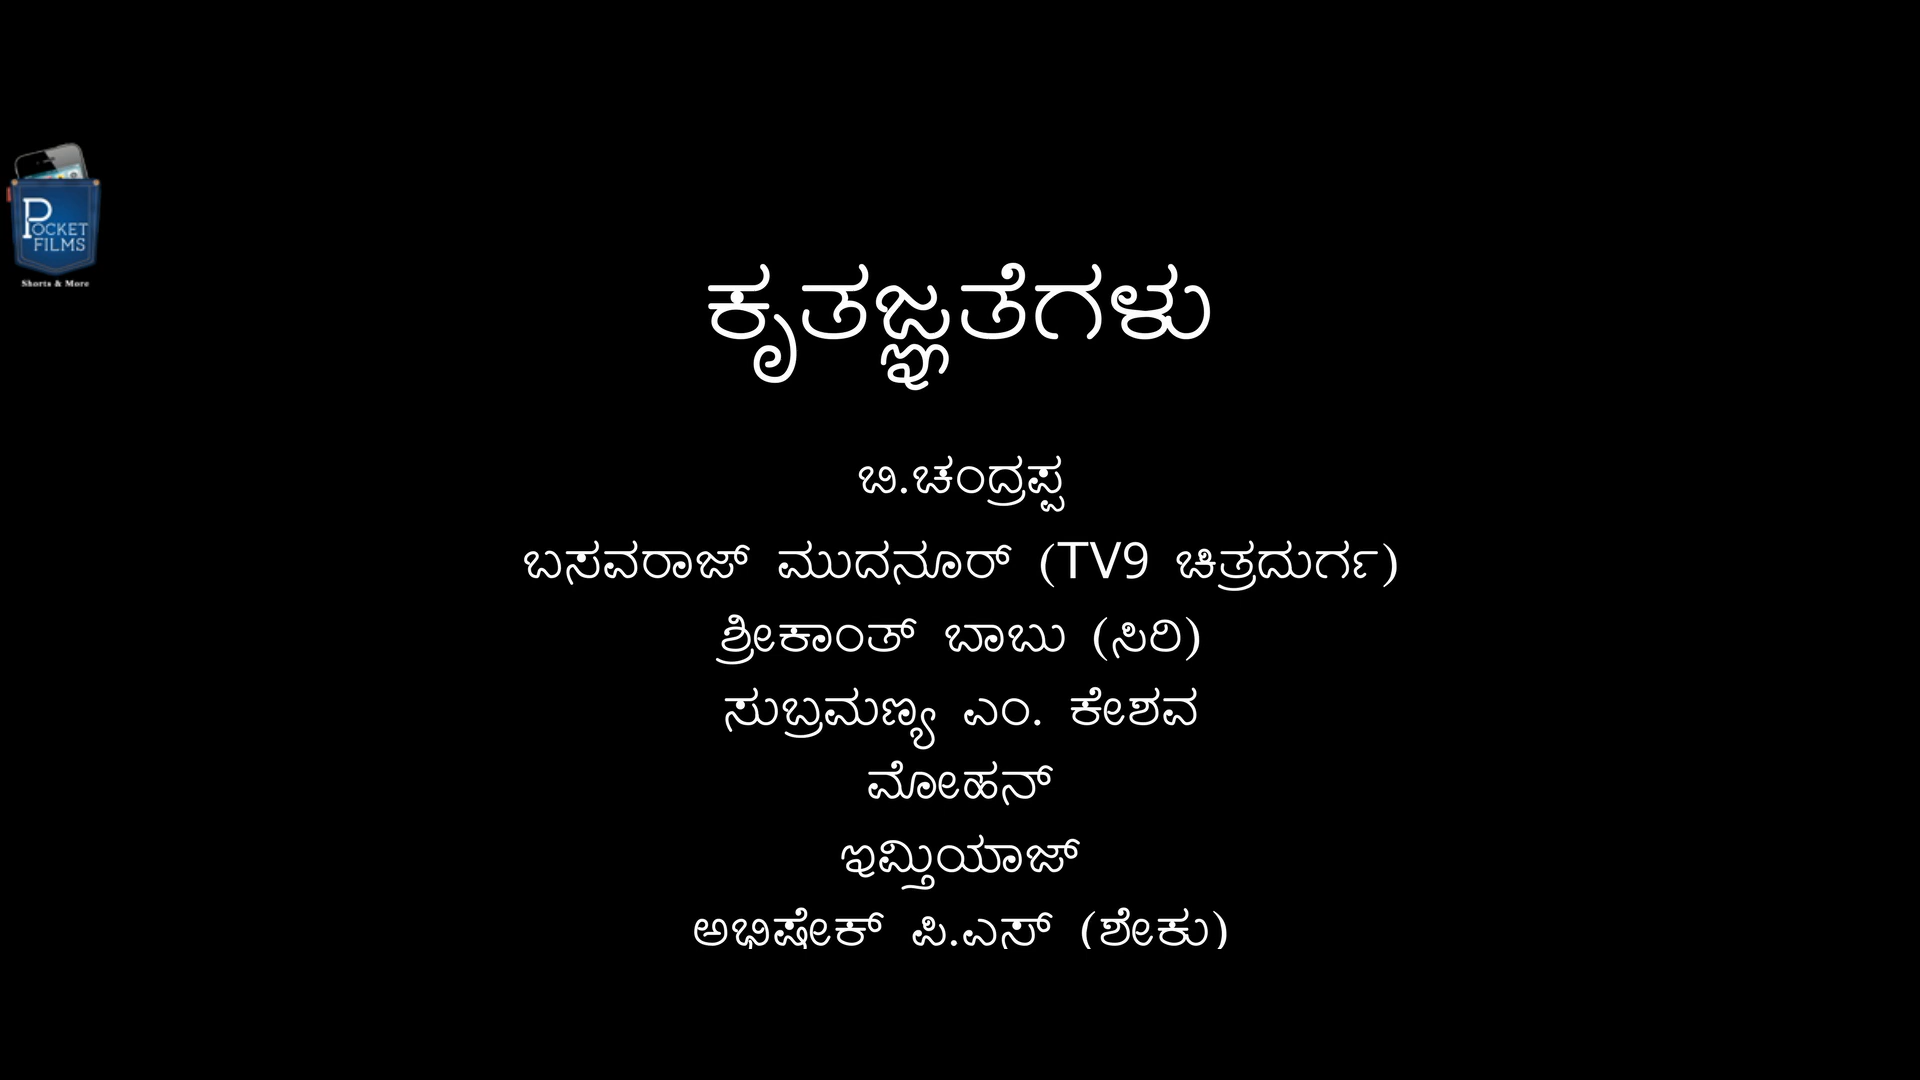 POCKET
FILMS
Shorts & More
ಕೃತಜ್ಞತೆಗಳು
ಬಿ.ಚಂದ್ರಪ್ಪ
ಬಸವರಾಜ್ ಮುದನೂರ್ (TV9 ಚಿತ್ರದುರ್ಗ)
ಶ್ರೀಕಾಂತ್ ಬಾಬು (ಸಿರಿ)
ಸುಬ್ರಮಣ್ಯ ಎಂ. ಕೇಶವ
ಮೋಹನ್
ಇಮ್ತಿಯಾಜ್
ಅಭಿಷೇಕ್ ಪಿ.ಎಸ್ (ಶೇಕು)